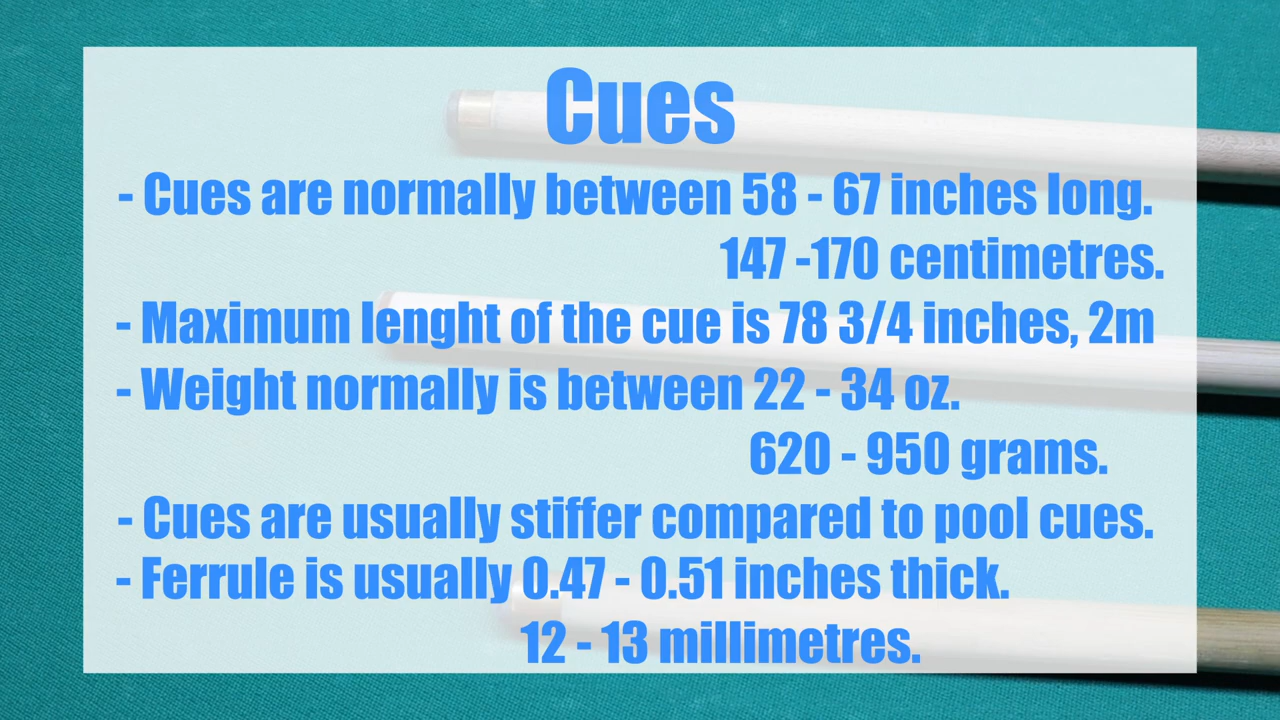 Cues
- Cues are normally between 58 - 67 inches long.
147 -170 centimetres.
- Maximum lenght of the cue is 78 3/4 inches, 2m
- Weight normally is between 22 - 34 oz.
620 - 950 grams.
- Cues are usually stiffer compared to pool cues.
- Ferrule is usually 0.47 - 0.51 inches thick.
12 - 13 millimetres.